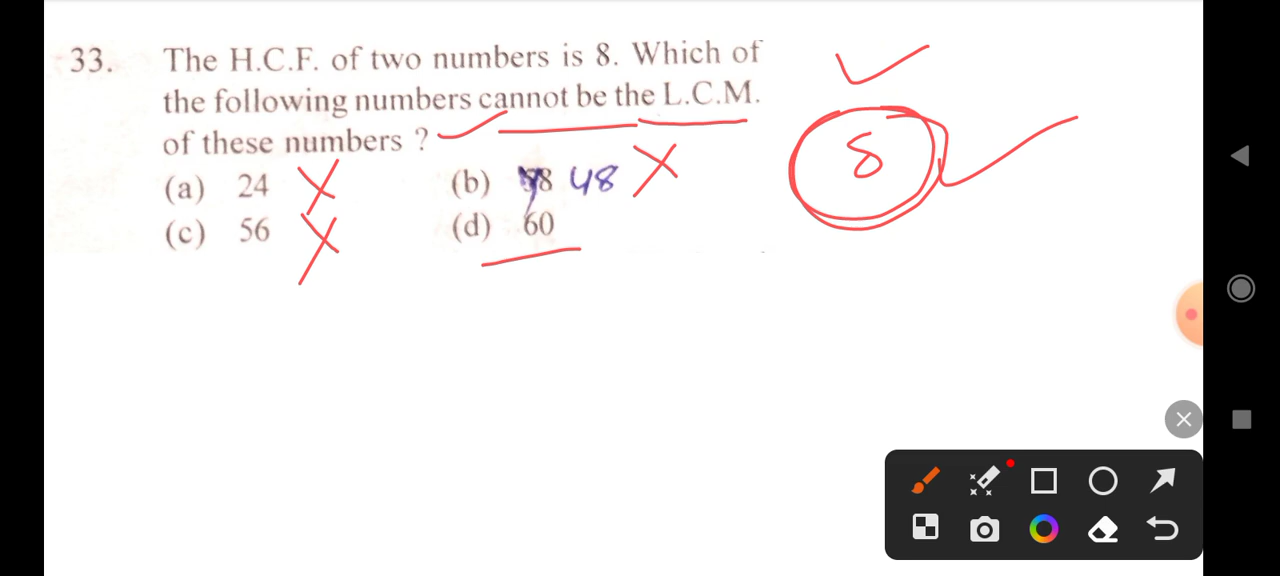 33. The H.C.F. of two numbers is 8. Which of
the following numbers cannot be the L.C.M.
of these numbers ?
(a) 24 (b) 48
(c) 56 (d) 60
8